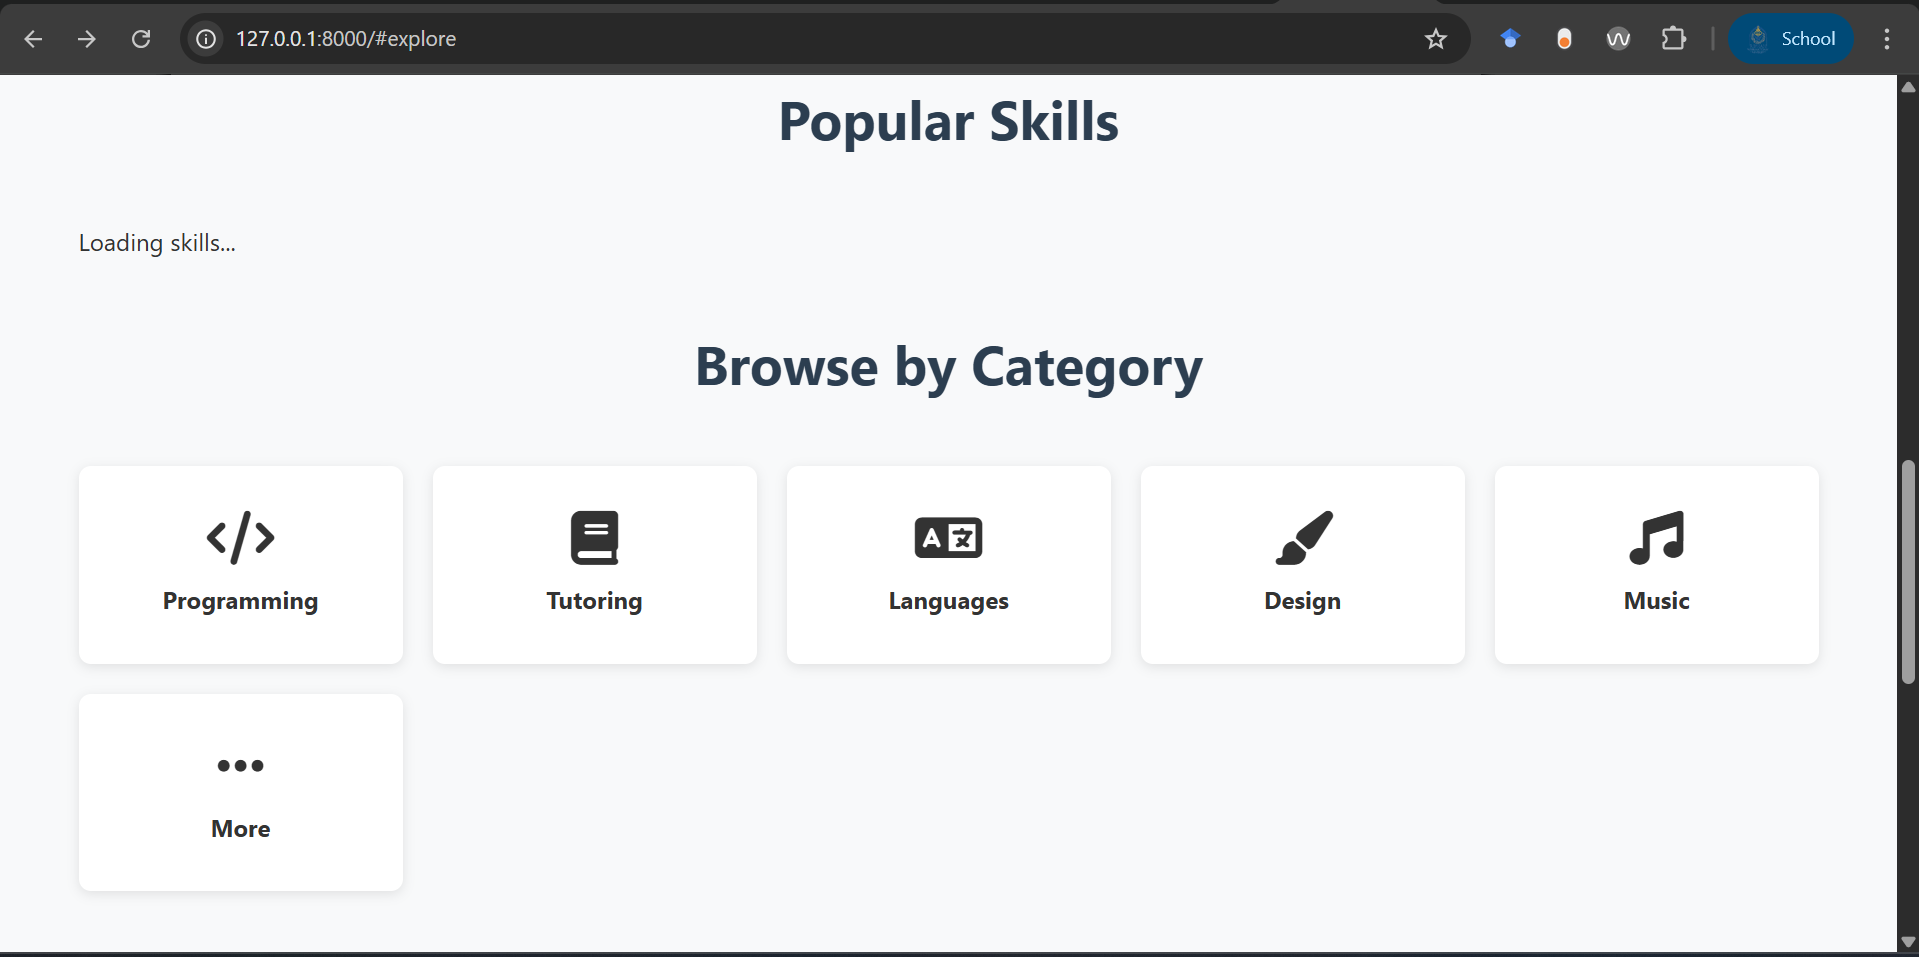 127.0.0.1:8000/#explore
School
Popular Skills
Loading skills...
Browse by Category
Programming
Tutoring
A 文
Languages
Design
Music
More